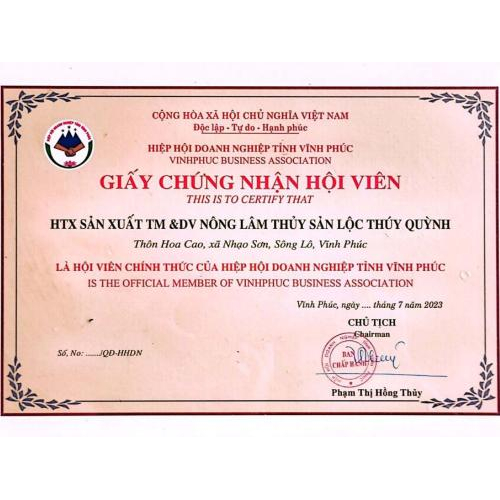 CỘNG HÒA XÃ HỘI CHỦ NGHĨA VIỆT NAM
Độc lập - Tự do - Hạnh phúc
HIỆP HỘI DOANH NGHIỆP TỈNH VĨNH PHÚC
VINHPHUC BUSINESS ASSOCIATION
GIẤY CHỨNG NHẬN HỘI VIÊN
THIS IS TO CERTIFY THAT
HTX SẢN XUẤT TM &DV NÔNG LÂM THỦY SẢN LỘC THÚY QUỲNH
Thôn Hoa Cao, xã Nhạo Sơn, Sông Lô, Vĩnh Phúc
LÀ HỘI VIÊN CHÍNH THỨC CỦA HIỆP HỘI DOANH NGHIỆP TỈNH VĨNH PHÚC
IS THE OFFICIAL MEMBER OF VINHPHUC BUSINESS ASSOCIATION
Vĩnh Phúc, ngày .... tháng 7 năm 2023
CHỦ TỊCH
Chairman
Số, No: ....../QĐ-HHDN
BAN
CHẤP HÀNH
Phạm Thị Hồng Thủy